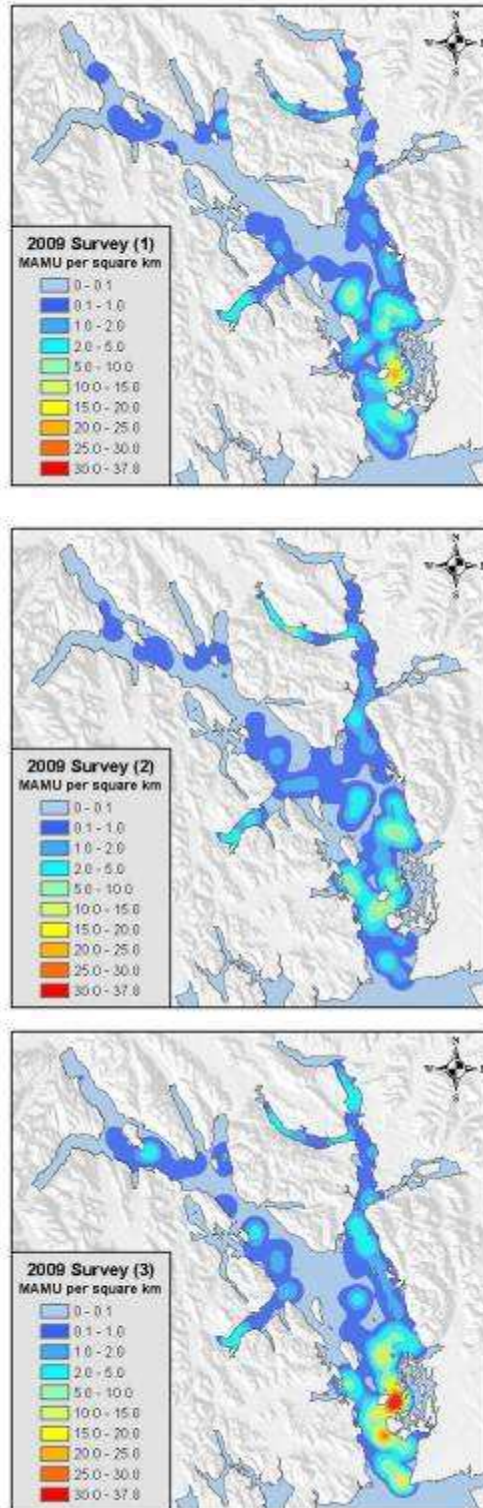 N
W E
S
2009 Survey (1)
MAMU per square km
0 - 0.1
0.1 - 1.0
1.0 - 2.0
2.0 - 5.0
5.0 - 10.0
10.0 - 15.0
15.0 - 20.0
20.0 - 25.0
25.0 - 30.0
30.0 - 37.8
N
W E
S
2009 Survey (2)
MAMU per square km
0 - 0.1
0.1 - 1.0
1.0 - 2.0
2.0 - 5.0
5.0 - 10.0
10.0 - 15.0
15.0 - 20.0
20.0 - 25.0
25.0 - 30.0
30.0 - 37.8
N
W E
S
2009 Survey (3)
MAMU per square km
0 - 0.1
0.1 - 1.0
1.0 - 2.0
2.0 - 5.0
5.0 - 10.0
10.0 - 15.0
15.0 - 20.0
20.0 - 25.0
25.0 - 30.0
30.0 - 37.8